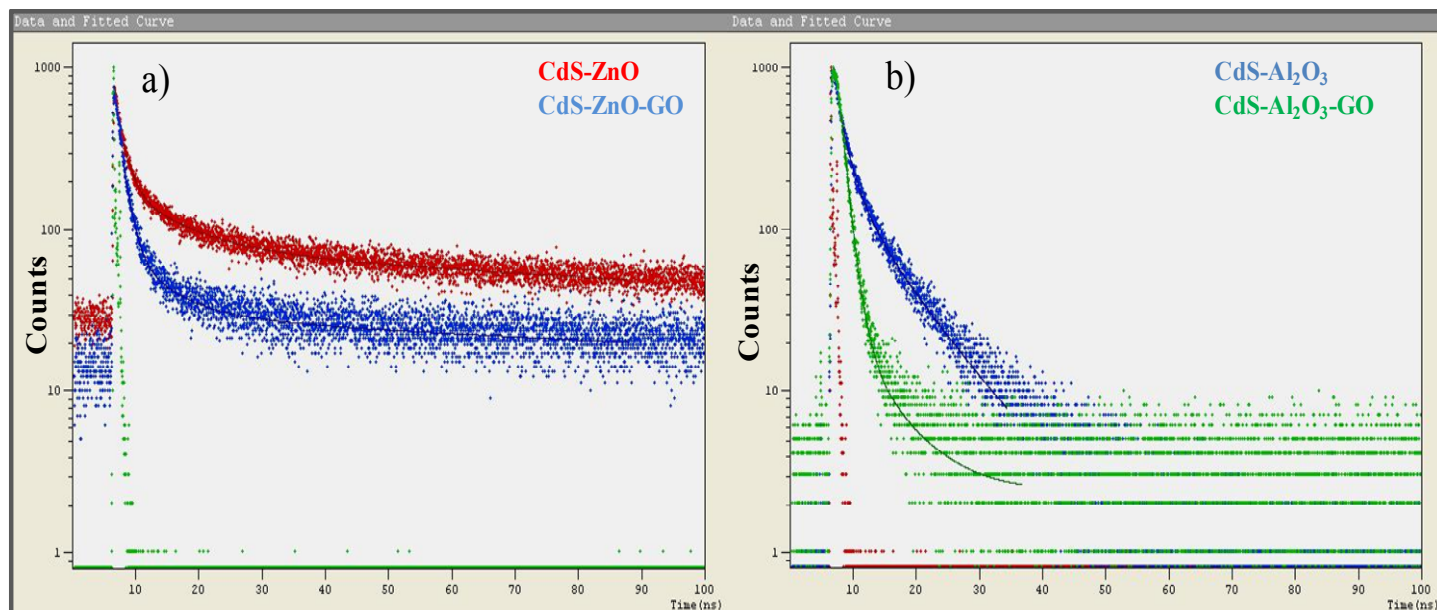 Data and Fitted Curve
a)
CdS-ZnO
CdS-ZnO-GO
Counts
1000
100
10
1
10 20 30 40 50 60 70 80 90 100
Time(ns)
Data and Fitted Curve
b)
CdS-Al₂O₃
CdS-Al₂O₃-GO
Counts
1000
100
10
1
10 20 30 40 50 60 70 80 90 100
Time(ns)